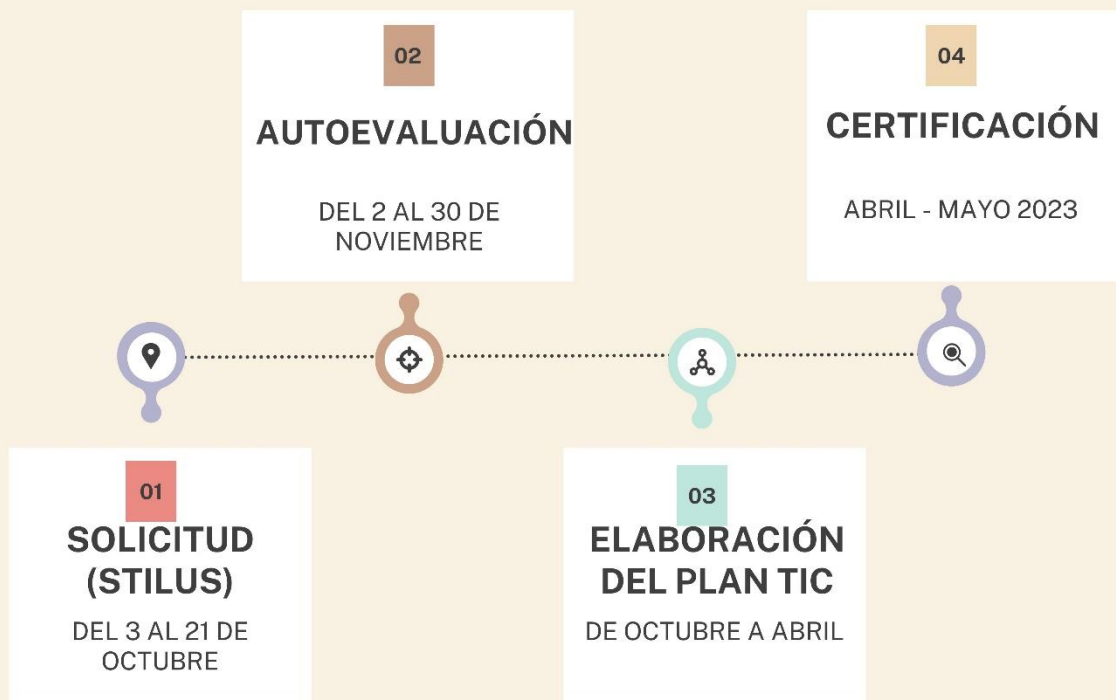 02
AUTOEVALUACIÓN
DEL 2 AL 30 DE
NOVIEMBRE
04
CERTIFICACIÓN
ABRIL - MAYO 2023
01
SOLICITUD
(STILUS)
DEL 3 AL 21 DE
OCTUBRE
03
ELABORACIÓN
DEL PLAN TIC
DE OCTUBRE A ABRIL